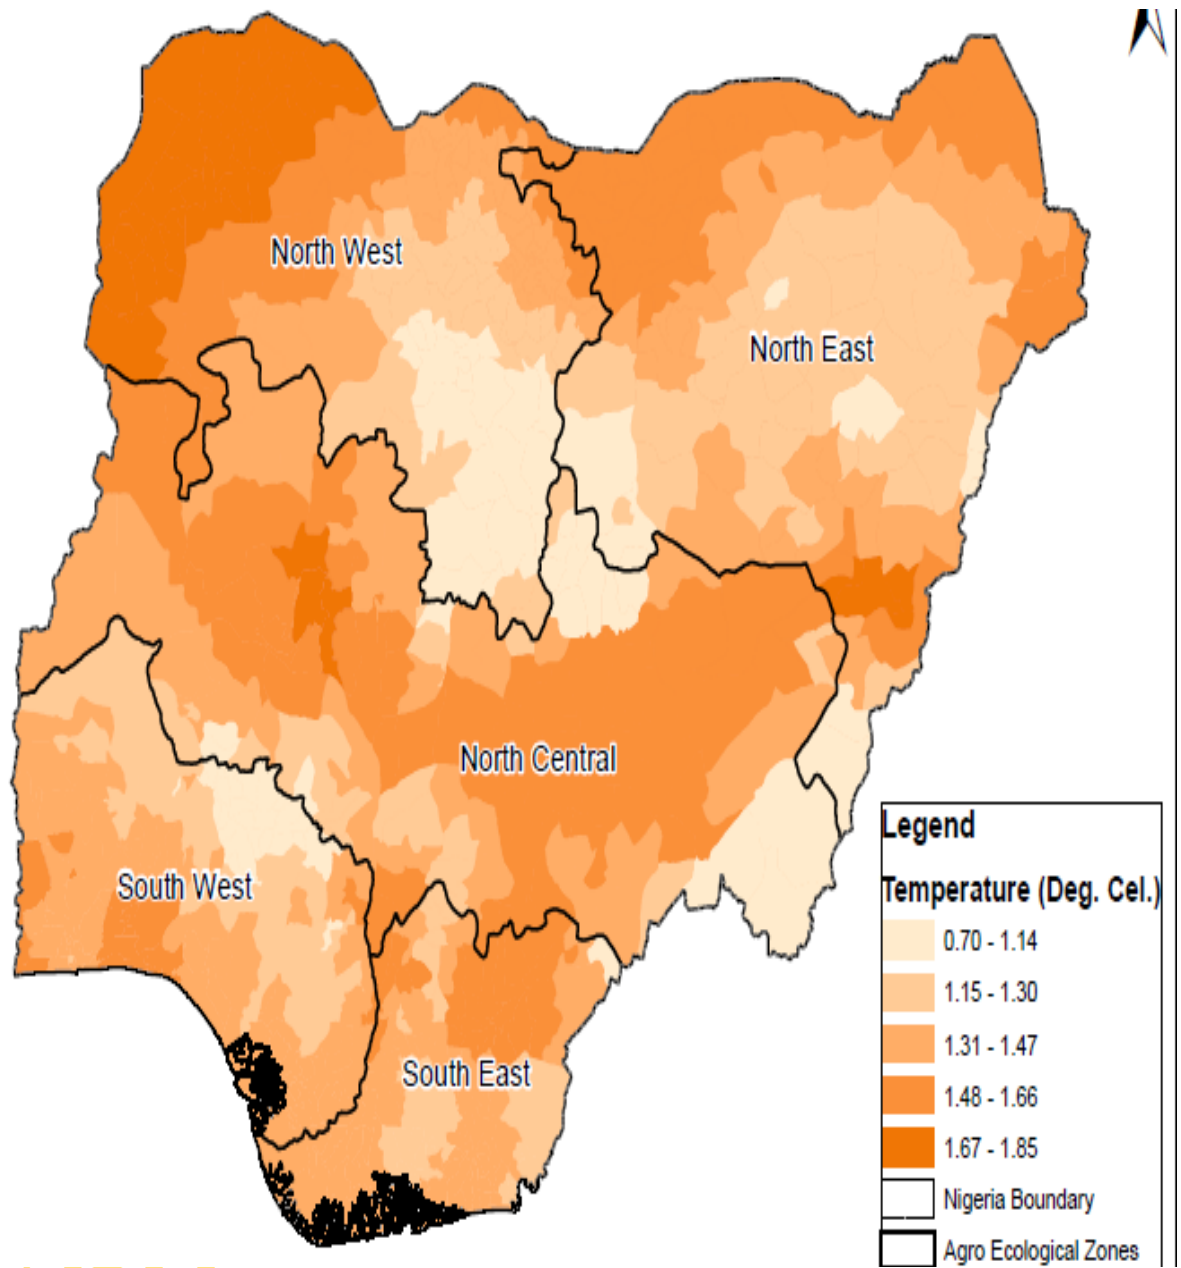 North West
North East
North Central
South West
South East
Legend
Temperature (Deg. Cel.)
0.70 - 1.14
1.15 - 1.30
1.31 - 1.47
1.48 - 1.66
1.67 - 1.85
Nigeria Boundary
Agro Ecological Zones